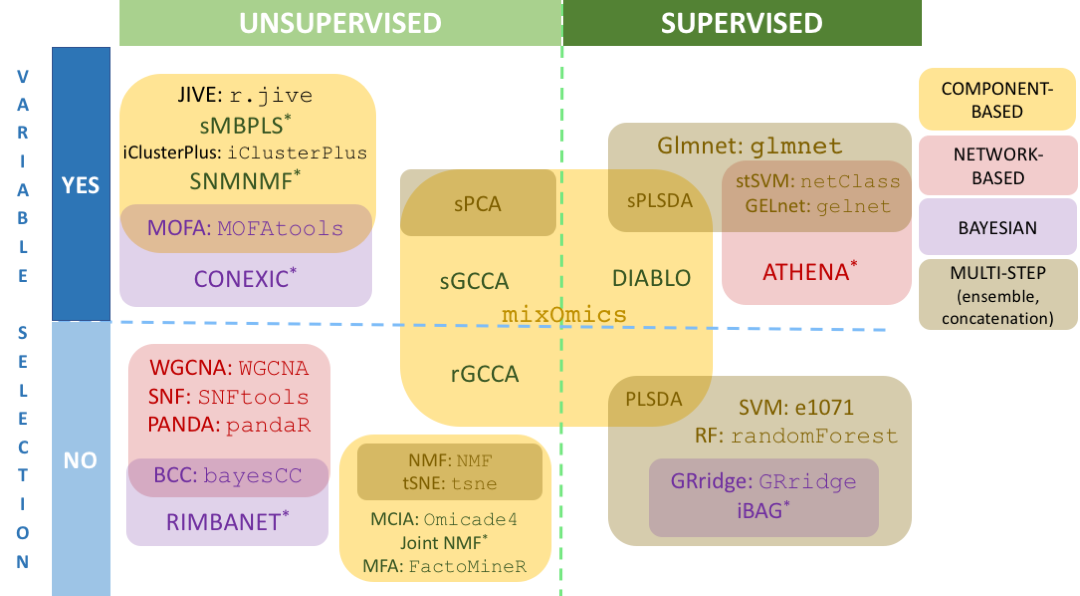 UNSUPERVISED
SUPERVISED
VARIABLE SELECTION
YES
JIVE: r.jive
sMBPLS*
iClusterPlus: iClusterPlus
SNMNMF*
MOFA: MOFAtools
CONEXIC*
sPCA
sGCCA
mixOmics
rGCCA
Glmnet: glmnet
sPLSDA
stSVM: netClass
GELnet: gelnet
DIABLO
ATHENA*
COMPONENT-
BASED
NETWORK-
BASED
BAYESIAN
MULTI-STEP
(ensemble,
concatenation)
NO
WGCNA: WGCNA
SNF: SNFtools
PANDA: pandaR
BCC: bayesCC
RIMBANET*
NMF: NMF
tSNE: tsne
MCIA: Omicade4
Joint NMF*
MFA: FactoMineR
PLSDA
SVM: e1071
RF: randomForest
GRridge: GRridge
iBAG*